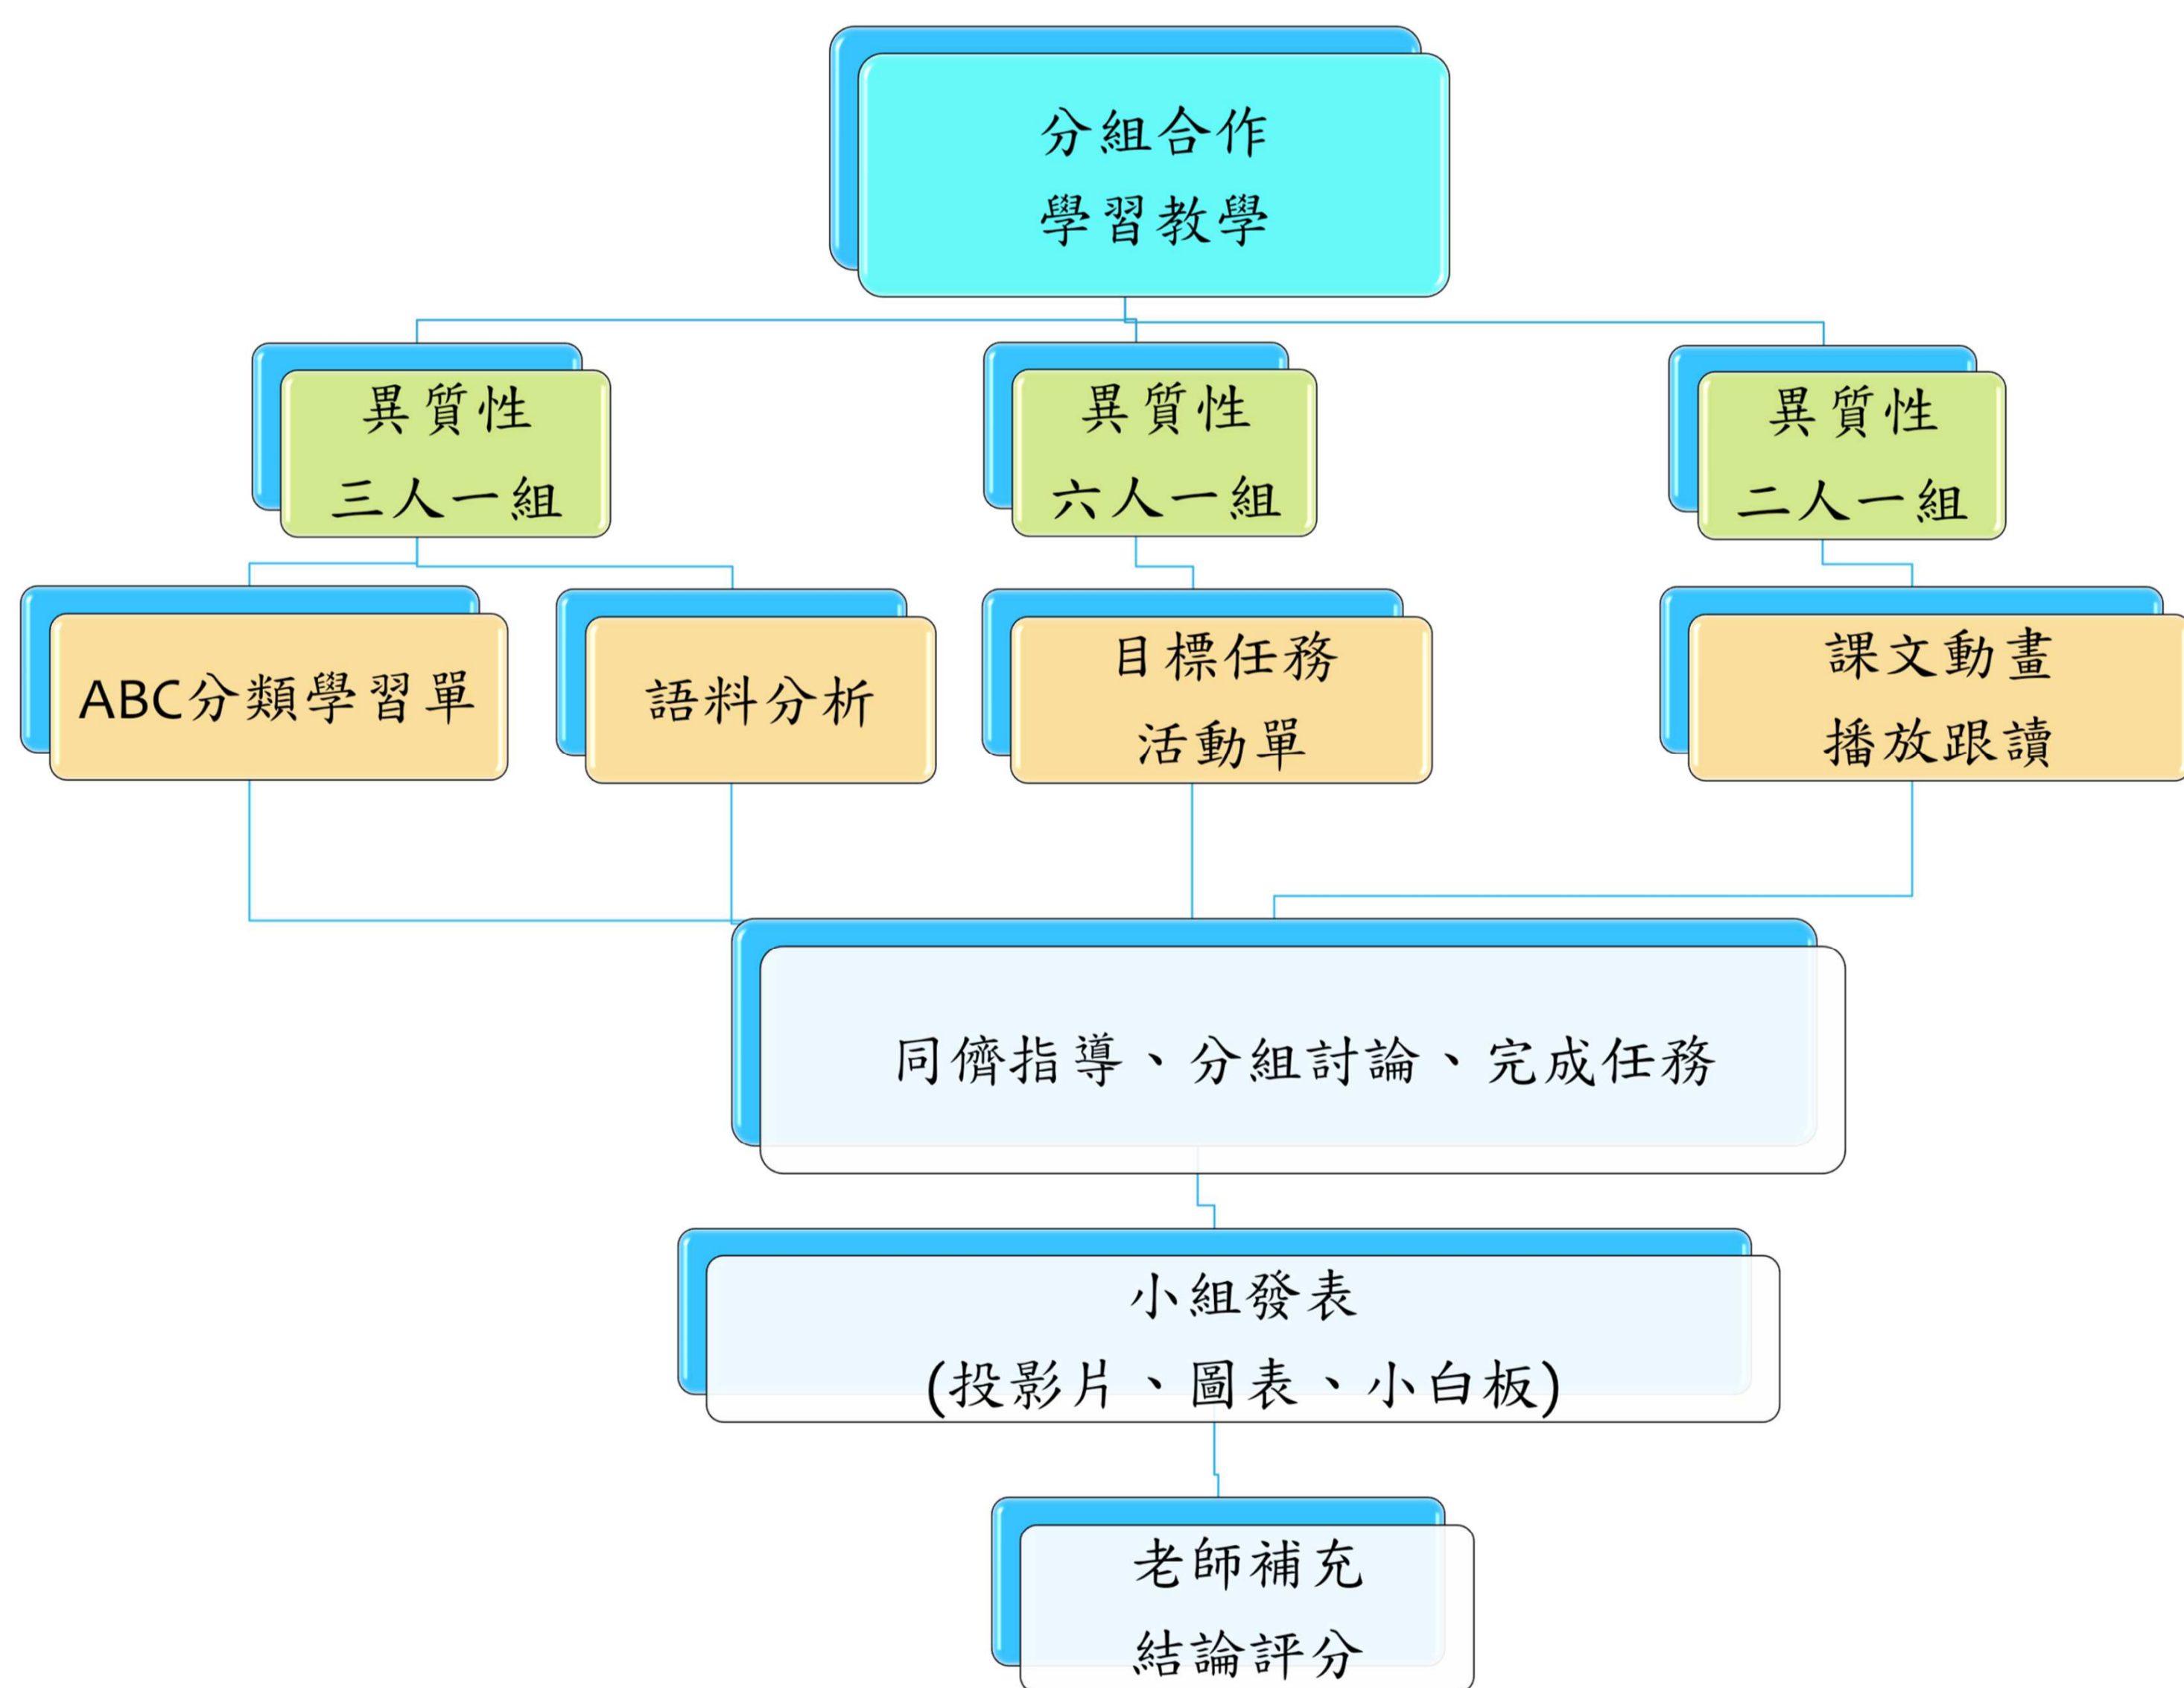 分組合作
學習教學
異質性
三人一組
異質性
六人一組
異質性
二人一組
ABC分類學習單
語料分析
目標任務
活動單
課文動畫
播放跟讀
同儕指導、分組討論、完成任務
小組發表
(投影片、圖表、小白板)
老師補充
結論評分